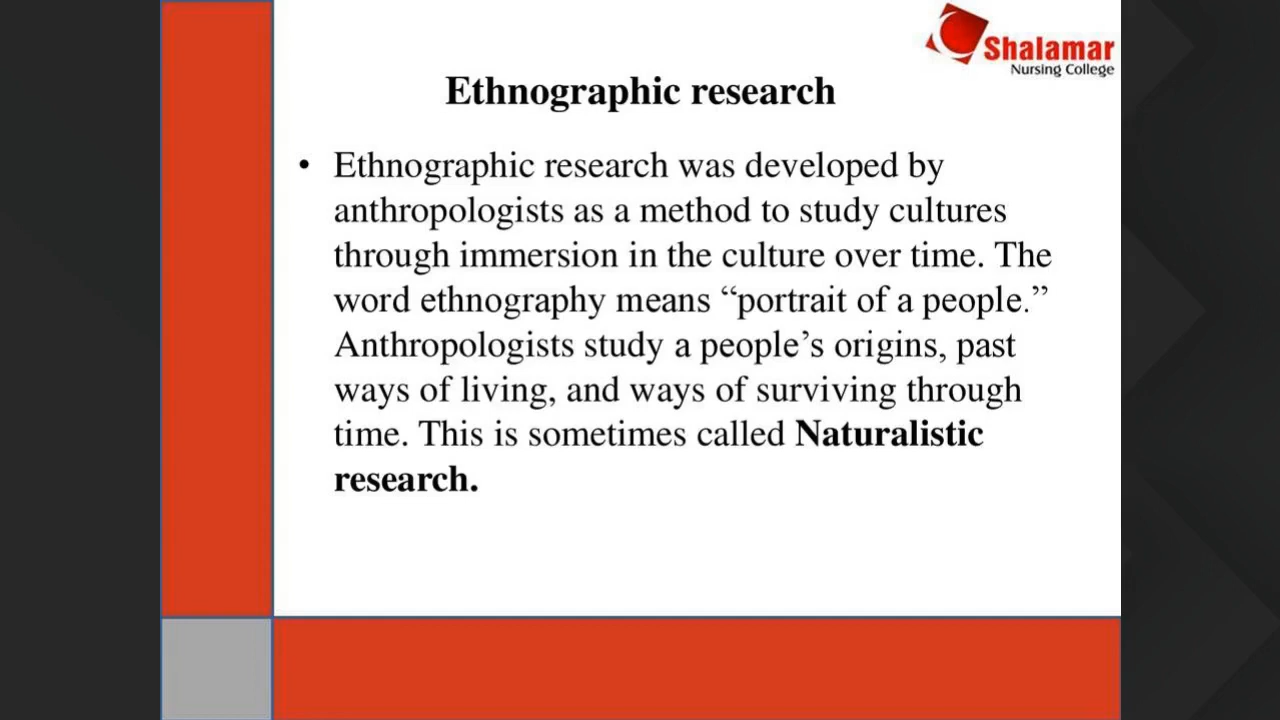 Shalamar
Nursing College
Ethnographic research
• Ethnographic research was developed by
anthropologists as a method to study cultures
through immersion in the culture over time. The
word ethnography means “portrait of a people.”
Anthropologists study a people’s origins, past
ways of living, and ways of surviving through
time. This is sometimes called Naturalistic
research.